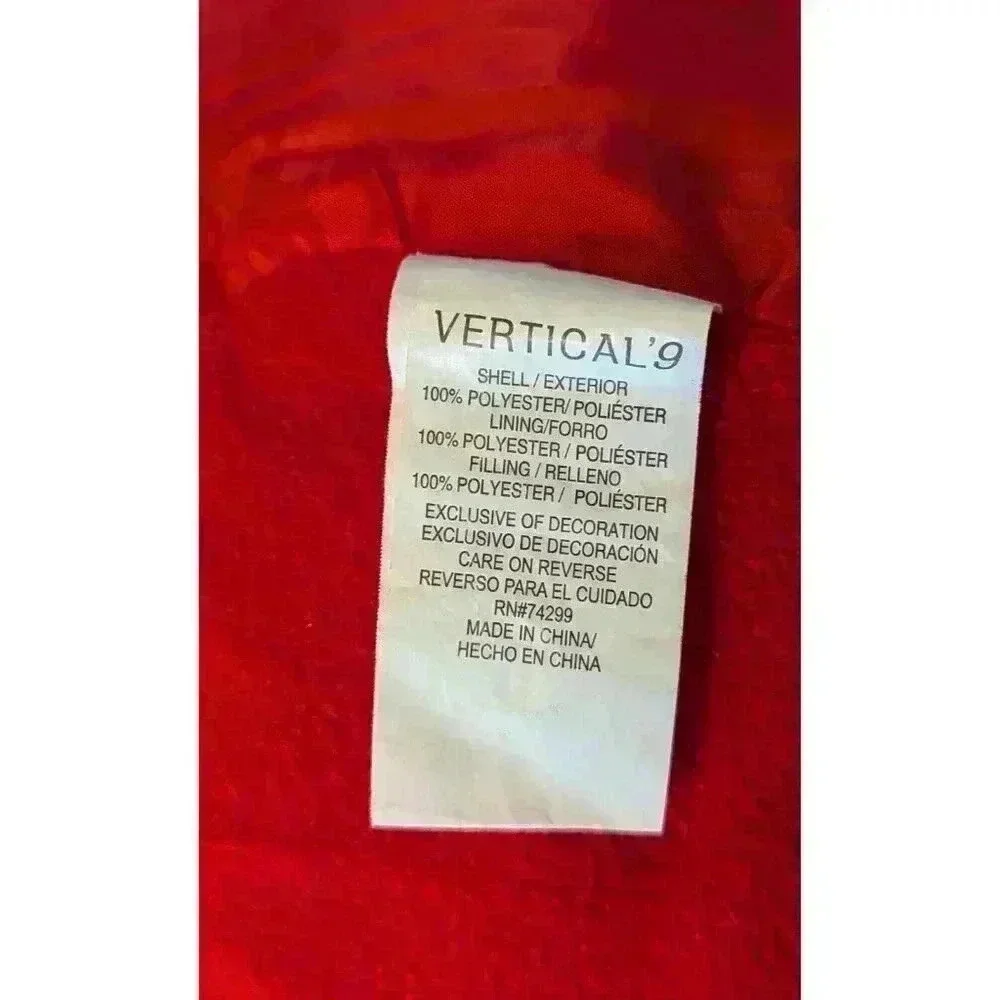 VERTICAL'9
SHELL / EXTERIOR
100% POLYESTER/ POLIÉSTER
LINING/FORRO
100% POLYESTER / POLIÉSTER
FILLING / RELLENO
100% POLYESTER / POLIÉSTER
EXCLUSIVE OF DECORATION
EXCLUSIVO DE DECORACIÓN
CARE ON REVERSE
REVERSO PARA EL CUIDADO
RN#74299
MADE IN CHINA/
HECHO EN CHINA